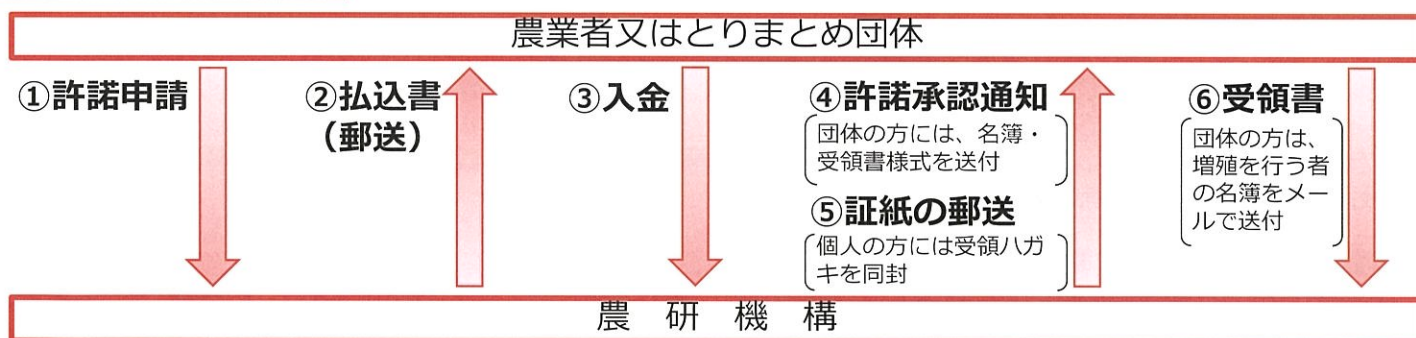 農業者又はとりまとめ団体
①許諾申請
②払込書
（郵送）
③入金
④許諾承認通知
団体の方には、名簿・
受領書様式を送付
⑤証紙の郵送
個人の方には受領ハガ
キを同封
⑥受領書
団体の方は、
増殖を行う者
の名簿をメー
ルで送付
農 研 機 構